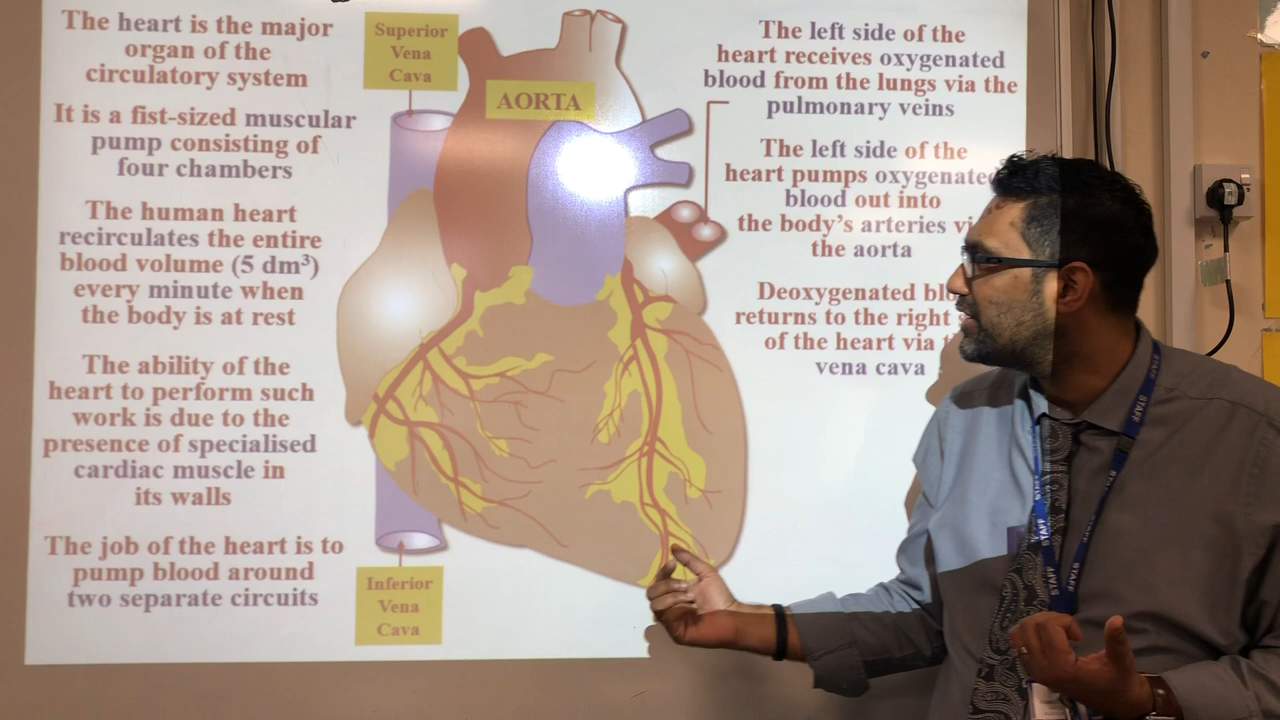 The heart is the major
organ of the
circulatory system
It is a fist-sized muscular
pump consisting of
four chambers
The human heart
recirculates the entire
blood volume (5 dm³)
every minute when
the body is at rest
The ability of the
heart to perform such
work is due to the
presence of specialised
cardiac muscle in
its walls
The job of the heart is to
pump blood around
two separate circuits
Superior
Vena
Cava
AORTA
Inferior
Vena
Cava
The left side of the
heart receives oxygenated
blood from the lungs via the
pulmonary veins
The left side of the
heart pumps oxygenated
blood out into
the body's arteries
the aorta
Deoxygenated
returns to the right
of the heart via
vena cava
STAFF
STAFF
STAFF
STAFF
STAFF
STAFF